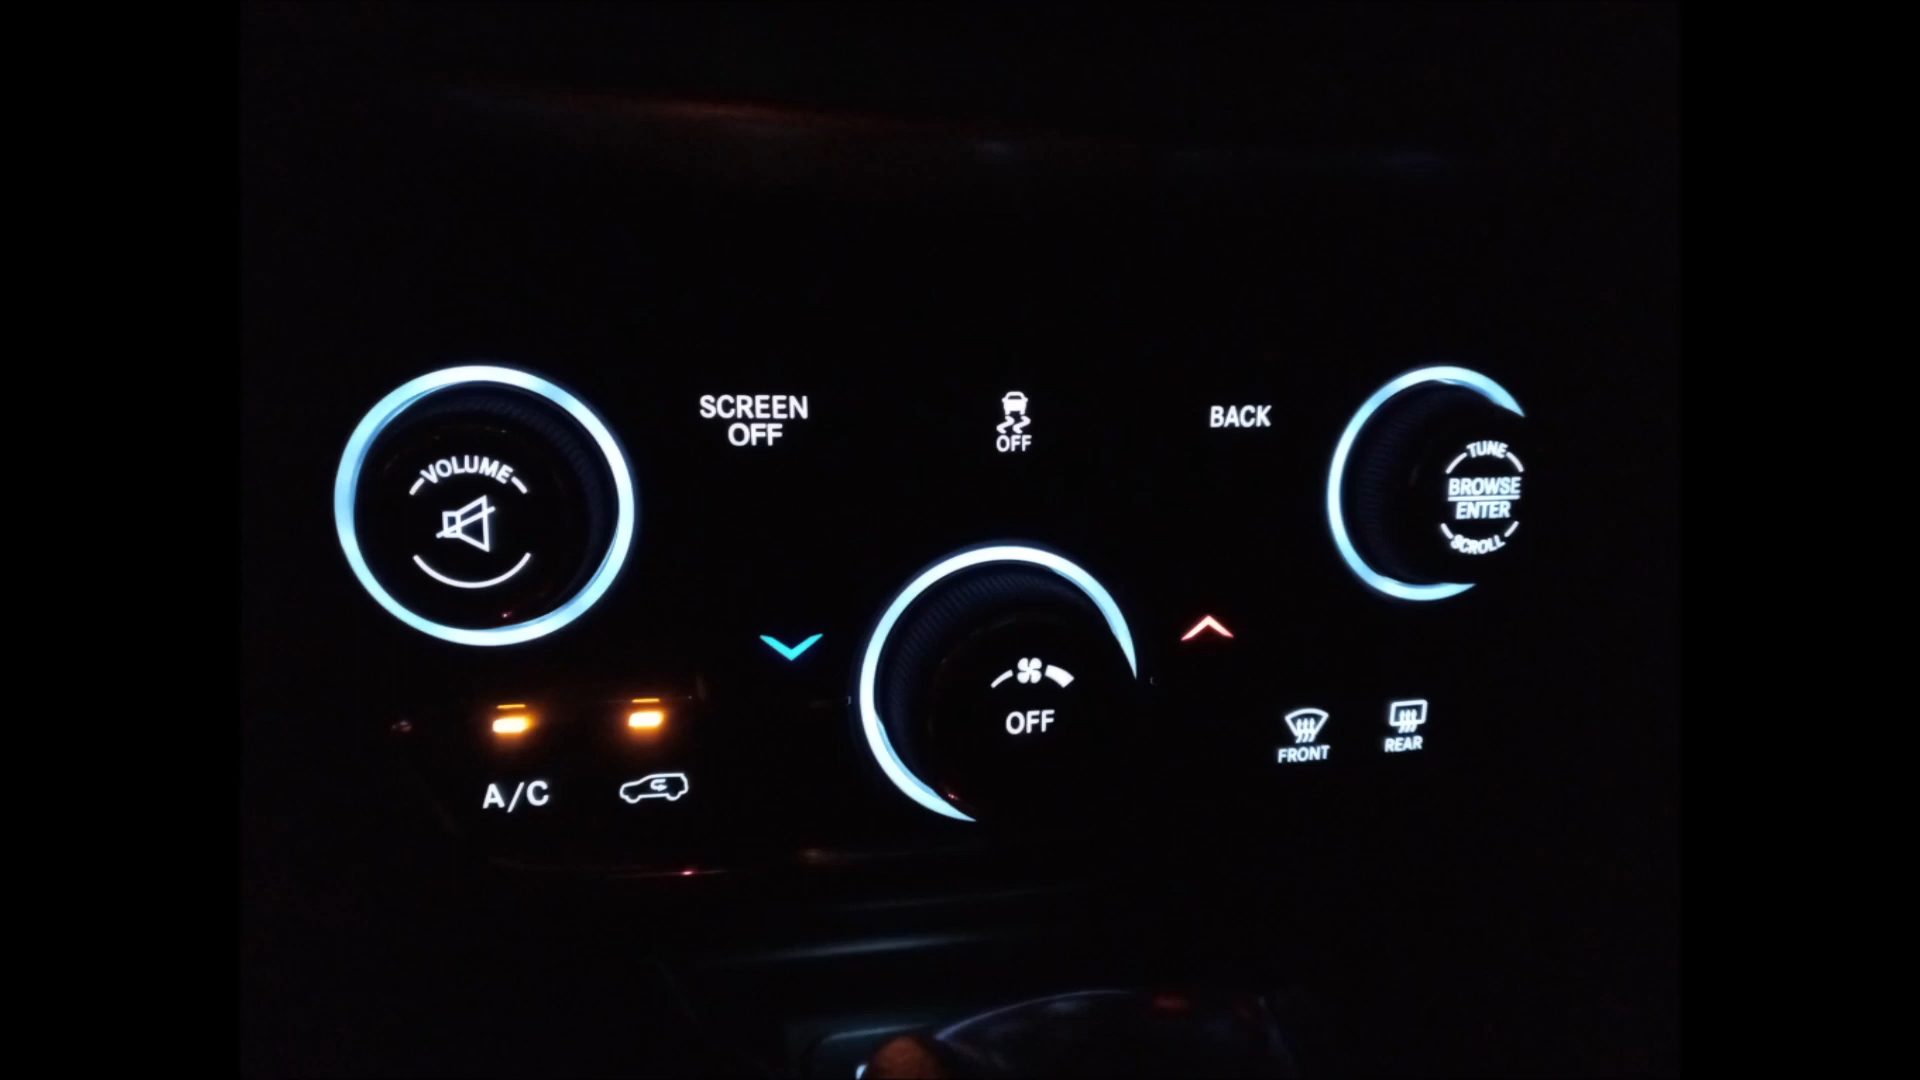 SCREEN
OFF
OFF
BACK
VOLUME
TUNE
BROWSE
ENTER
SCROLL
OFF
A/C
FRONT
REAR